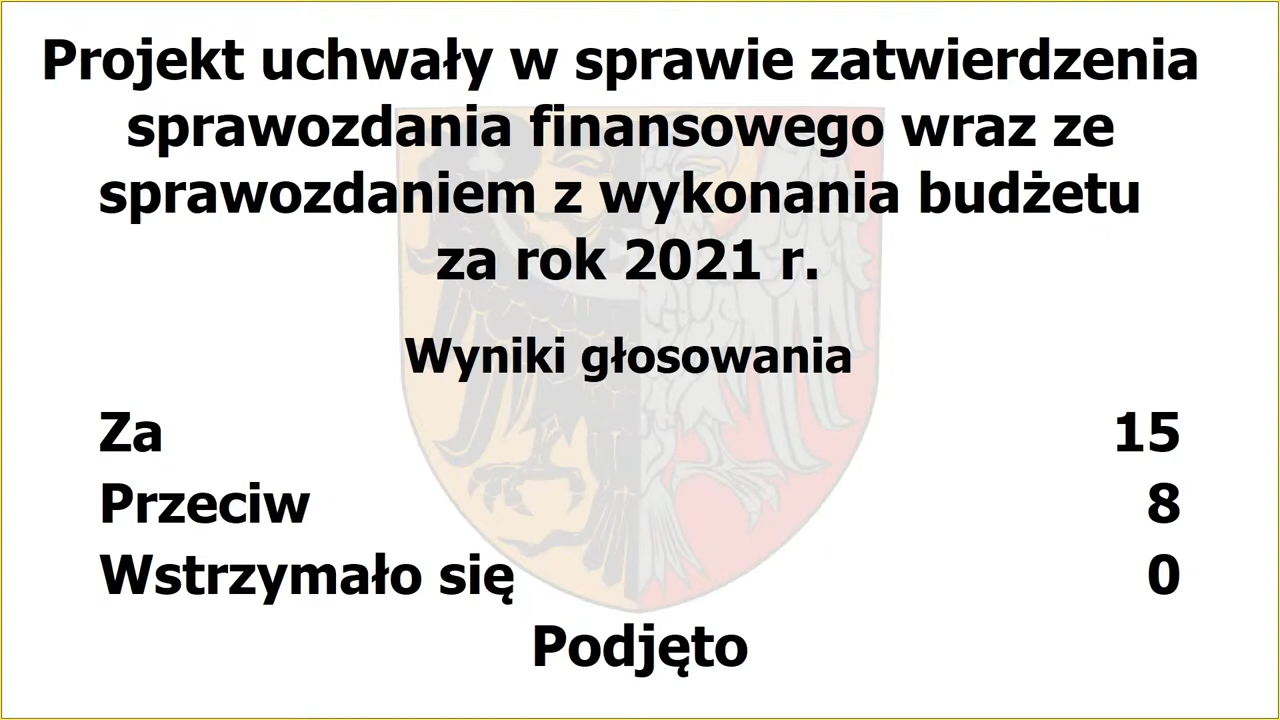 Projekt uchwały w sprawie zatwierdzenia
sprawozdania finansowego wraz ze
sprawozdaniem z wykonania budżetu
za rok 2021 r.
Wyniki głosowania
Za 15
Przeciw 8
Wstrzymało się 0
Podjęto